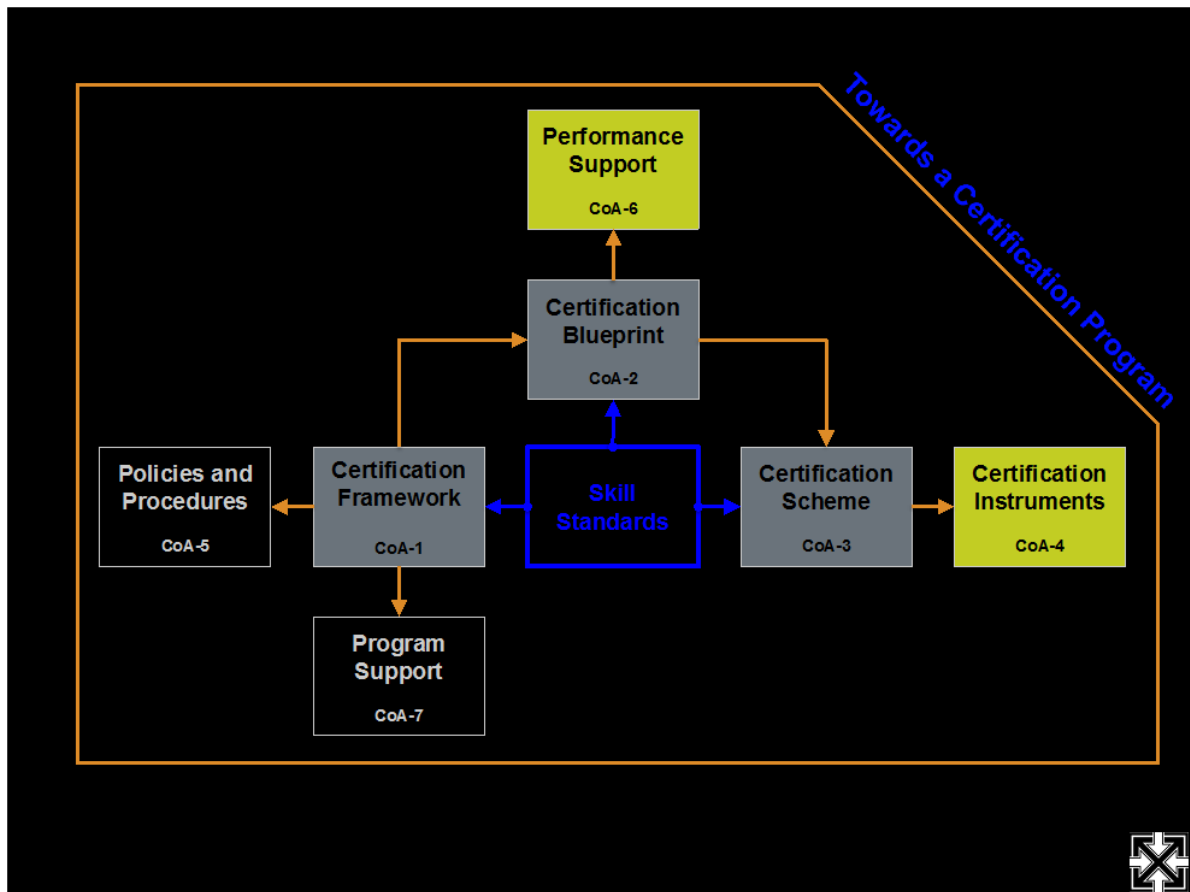 Towards a Certification Program
Performance
Support
CoA-6
Certification
Blueprint
CoA-2
Policies and
Procedures
CoA-5
Certification
Framework
CoA-1
Skill
Standards
Certification
Scheme
CoA-3
Certification
Instruments
CoA-4
Program
Support
CoA-7